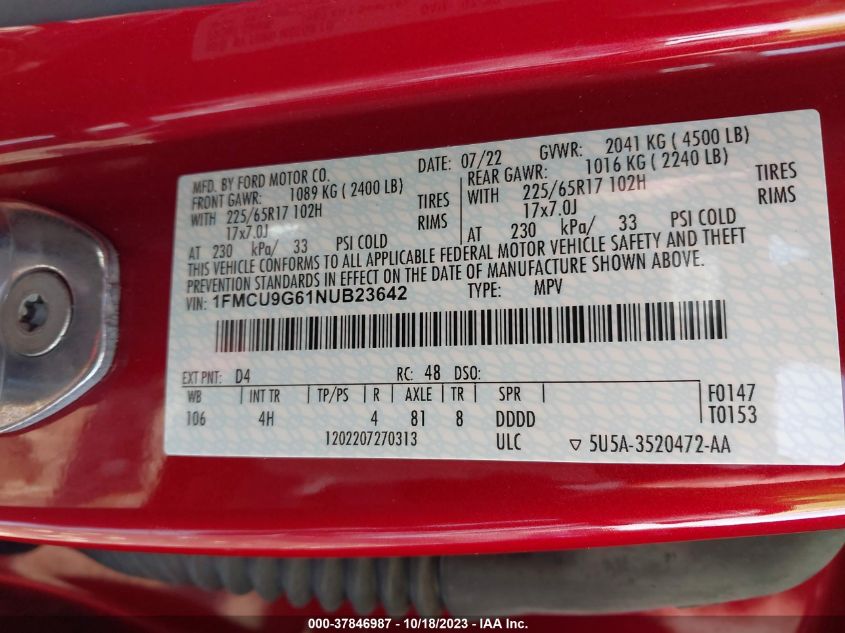 MFD. BY FORD MOTOR CO. DATE: 07/22 GVWR: 2041 KG ( 4500 LB)
FRONT GAWR: 1089 KG ( 2400 LB) REAR GAWR: 1016 KG ( 2240 LB)
WITH 225/65R17 102H TIRES WITH 225/65R17 102H TIRES
17x7.0J RIMS 17x7.0J RIMS
AT 230 kPa/ 33 PSI COLD AT 230 kPa/ 33 PSI COLD
THIS VEHICLE CONFORMS TO ALL APPLICABLE FEDERAL MOTOR VEHICLE SAFETY AND THEFT
PREVENTION STANDARDS IN EFFECT ON THE DATE OF MANUFACTURE SHOWN ABOVE.
VIN: 1FMCU9G61NUB23642 TYPE: MPV
EXT PNT: D4 RC: 48 DSO:
WB INT TR TP/PS R AXLE TR SPR F0147
106 4H 4 81 8 DDDD T0153
1202207270313 ULC ▽ 5U5A-3520472-AA
000-37846987 - 10/18/2023 - IAA Inc.